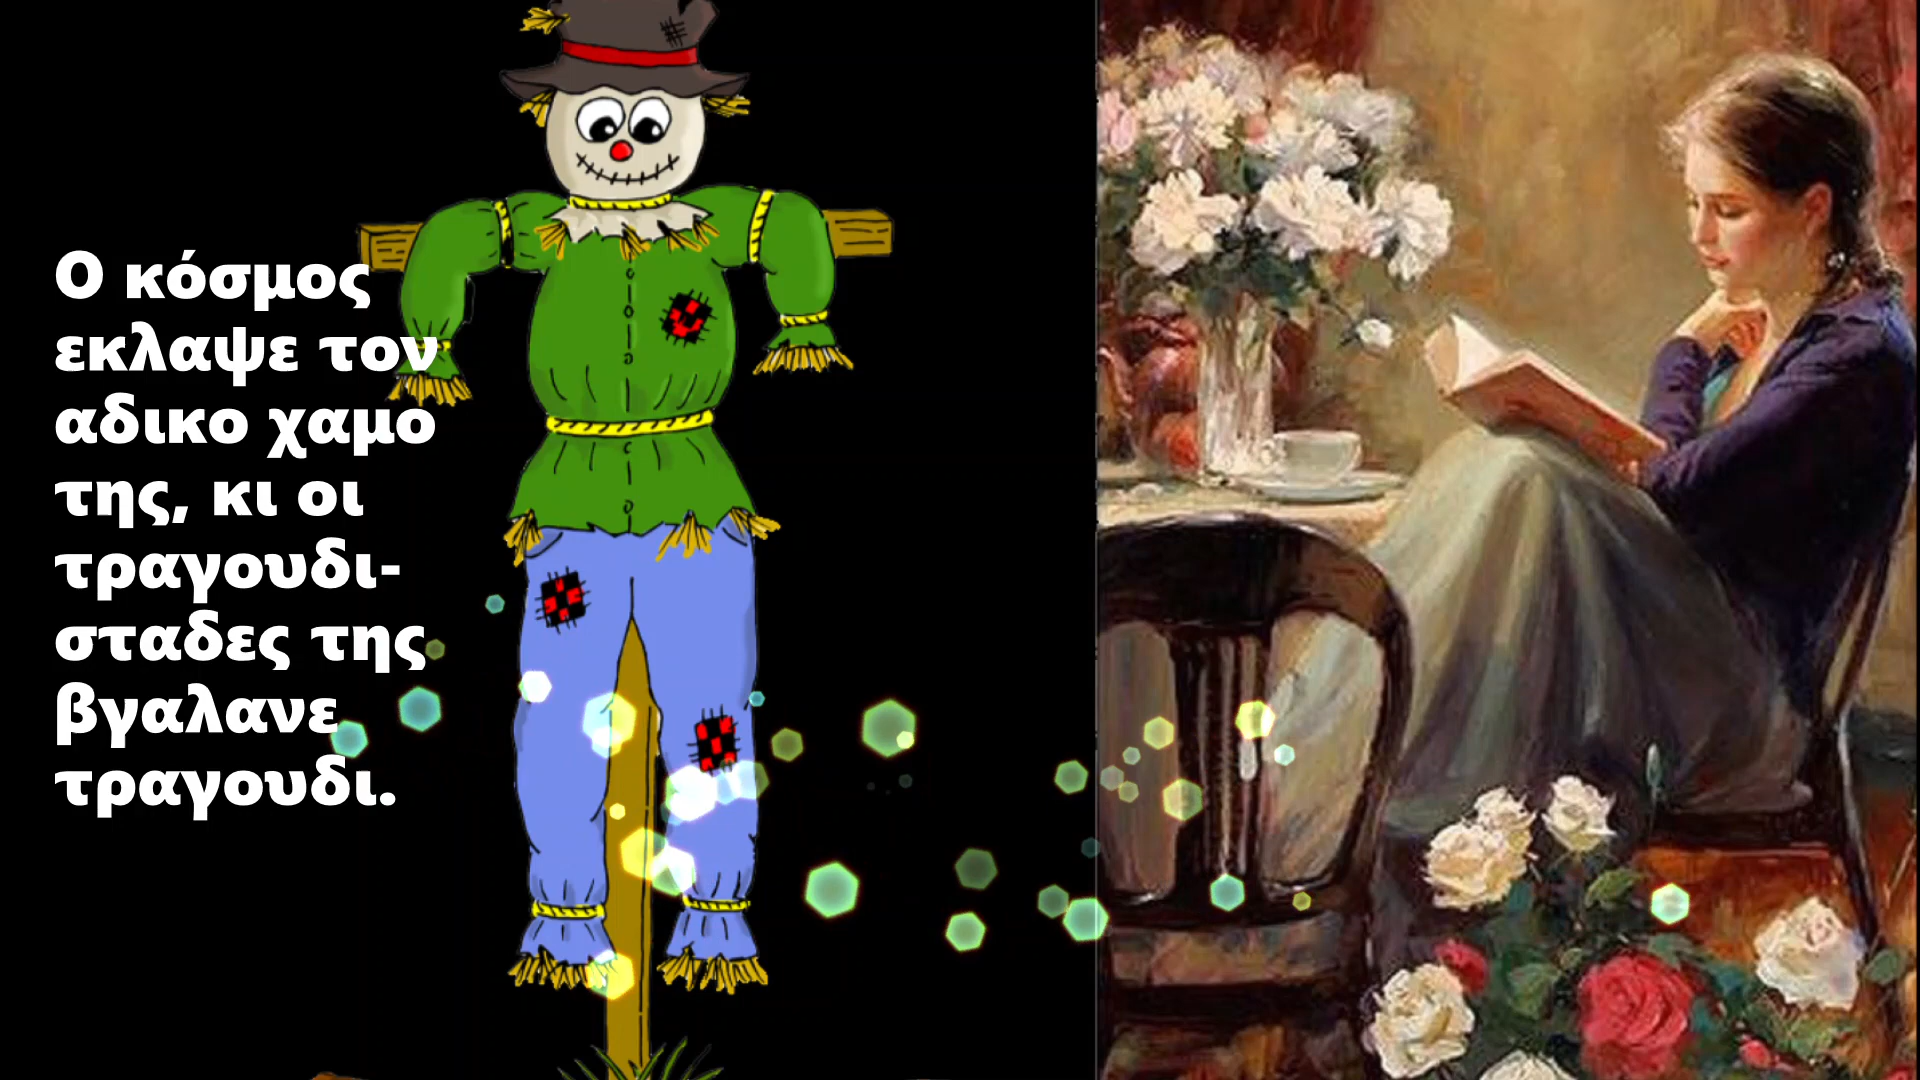 Ο κόσμος
εκλαψε τον
αδικο χαμο
της, κι οι
τραγουδι-
σταδες της
βγαλανε
τραγουδι.